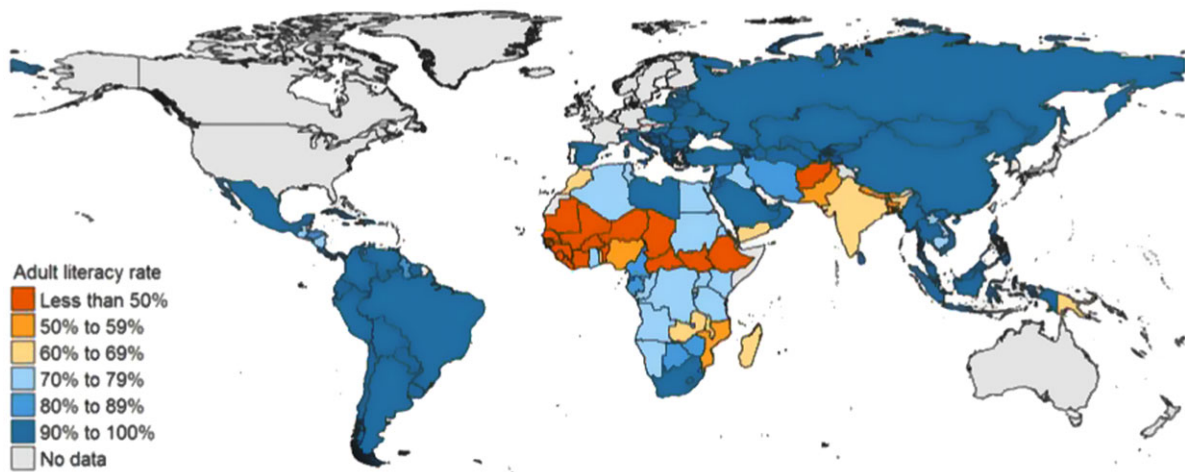 Adult literacy rate
Less than 50%
50% to 59%
60% to 69%
70% to 79%
80% to 89%
90% to 100%
No data